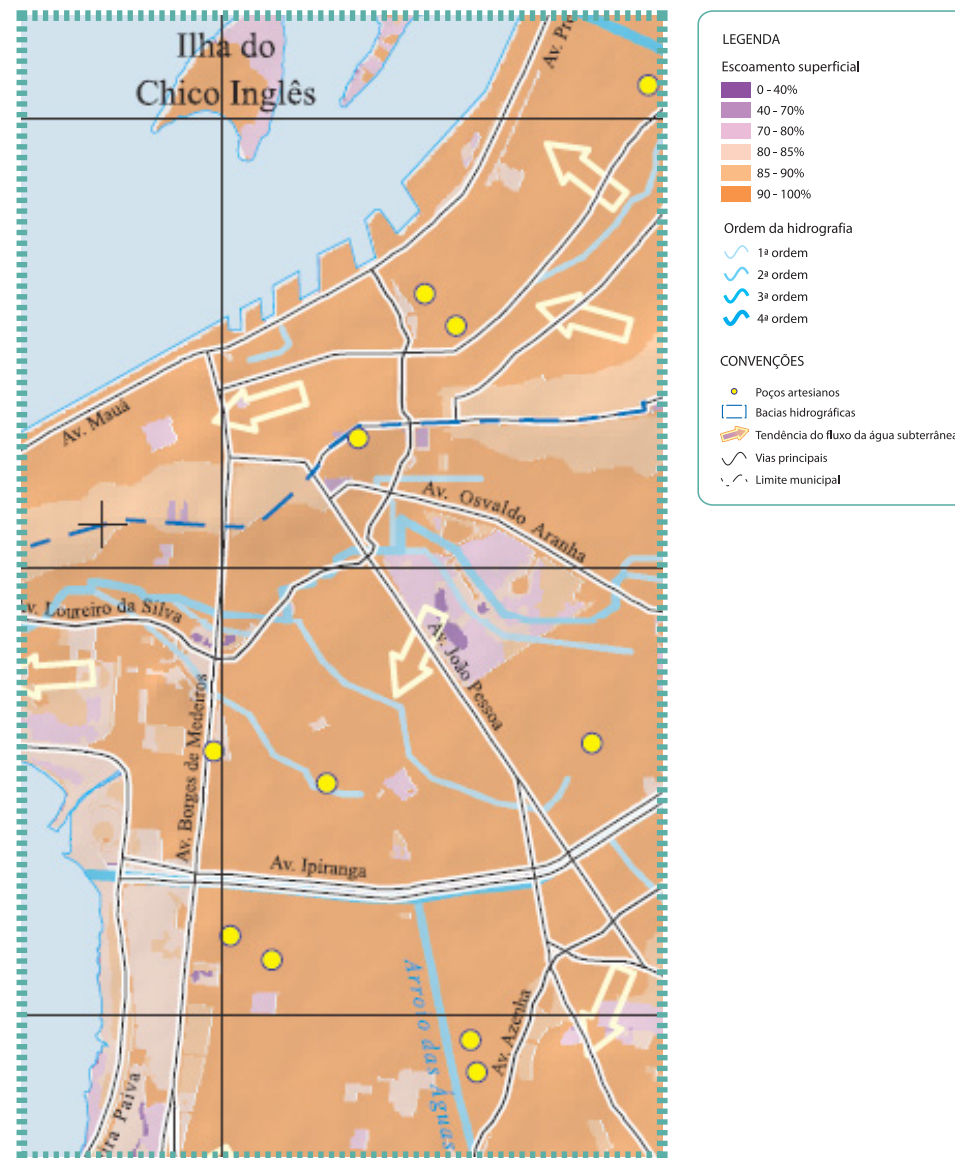 Ilha do
Chico Inglês
Av. Mauá
Av. Osvaldo Aranha
Loureiro da Silva
Av. João Pessoa
Av. Borges de Medeiros
Av. Ipiranga
Arroio das Águas
Av. Azenha
Paiva
LEGENDA
Escoamento superficial
0 - 40%
40 - 70%
70 - 80%
80 - 85%
85 - 90%
90 - 100%
Ordem da hidrografia
1ª ordem
2ª ordem
3ª ordem
4ª ordem
CONVENÇÕES
Poços artesianos
Bacias hidrográficas
Tendência do fluxo da água subterrânea
Vias principais
Limite municipal